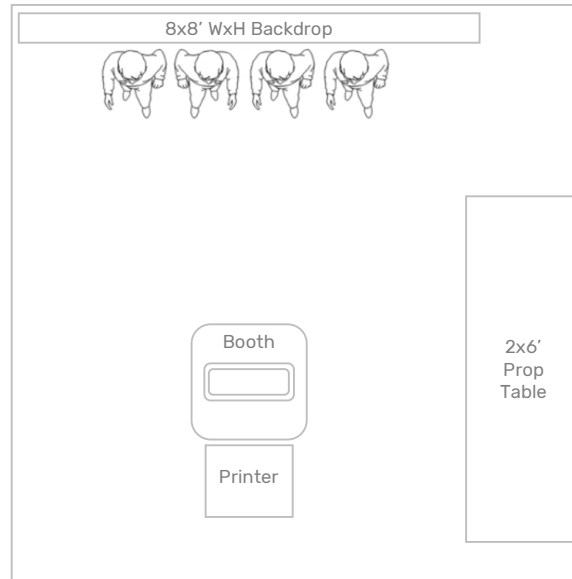 8x8’ WxH Backdrop
Booth
Printer
2x6’
Prop
Table